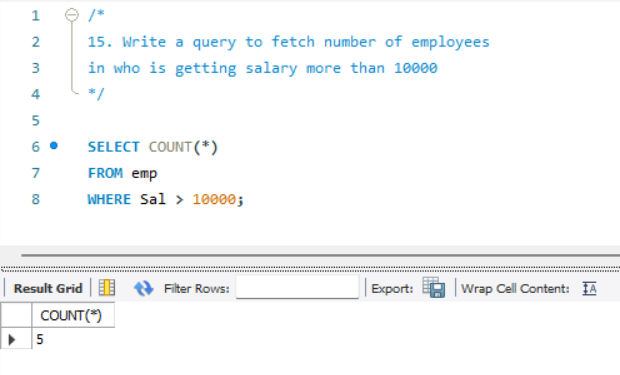 1 /*
2 15. Write a query to fetch number of employees
3 in who is getting salary more than 10000
4 */
5
6 SELECT COUNT(*)
7 FROM emp
8 WHERE Sal > 10000;
Result Grid Filter Rows: Export: Wrap Cell Content: IA
COUNT(*)
5